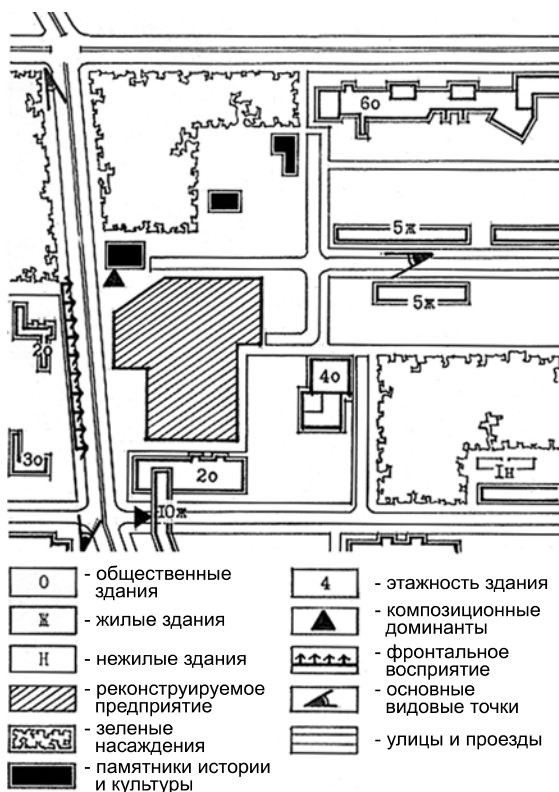 6о
5ж
5ж
2о
4о
3о
2о
1н
10ж
О - общественные
здания
Ж - жилые здания
Н - нежилые здания
- реконструируемое
предприятие
- зеленые
насаждения
- памятники истории
и культуры
4 - этажность здания
- композиционные
доминанты
- фронтальное
восприятие
- основные
видовые точки
- улицы и проезды